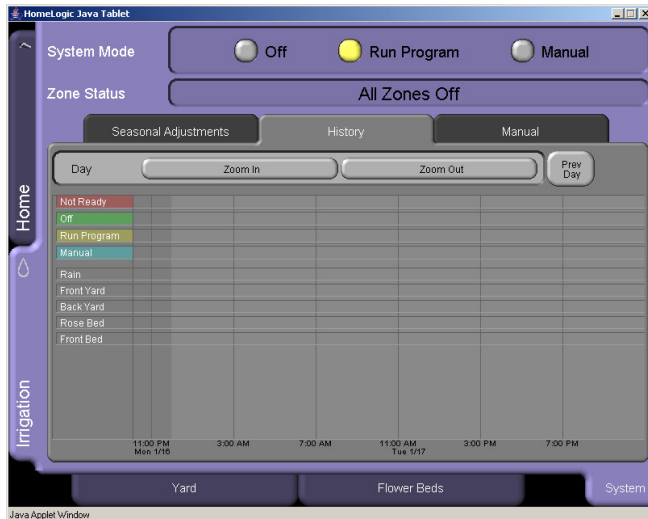 HomeLogic Java Tablet
System Mode
Off
Run Program
Manual
Zone Status
All Zones Off
Seasonal Adjustments
History
Manual
Day
Zoom In
Zoom Out
Prev
Day
Home
Irrigation
Not Ready
Off
Run Program
Manual
Rain
Front Yard
Back Yard
Rose Bed
Front Bed
11:00 PM 3:00 AM 7:00 AM 11:00 AM 3:00 PM 7:00 PM
Mon 1/16 Tue 1/17
Yard
Flower Beds
System
Java Applet Window